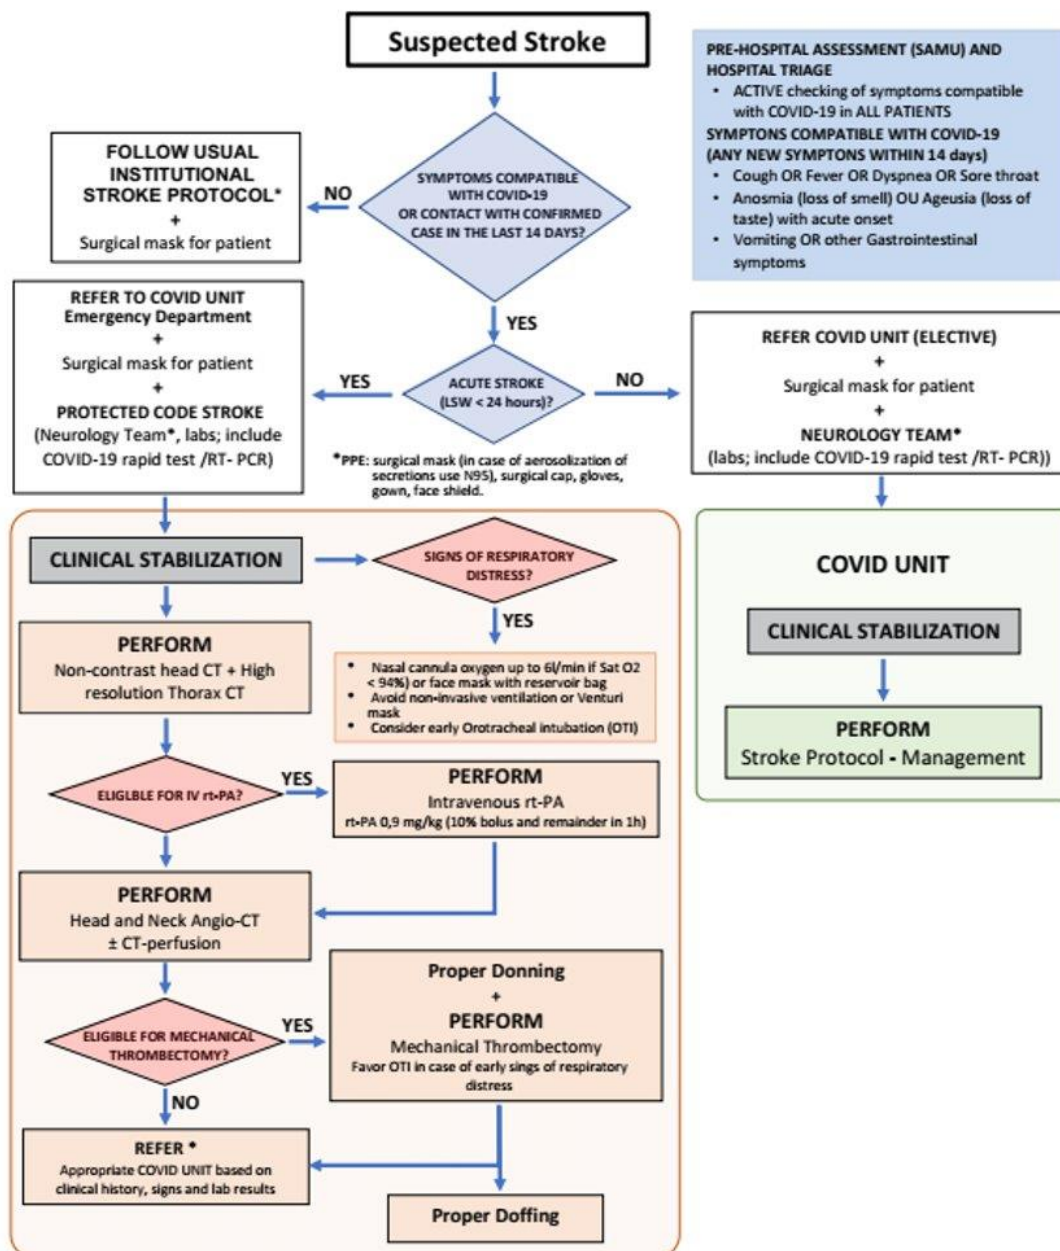 Suspected Stroke
PRE-HOSPITAL ASSESSMENT (SAMU) AND
HOSPITAL TRIAGE
• ACTIVE checking of symptoms compatible
with COVID-19 in ALL PATIENTS
SYMPTONS COMPATIBLE WITH COVID-19
(ANY NEW SYMPTOMS WITHIN 14 days)
• Cough OR Fever OR Dyspnea OR Sore throat
• Anosmia (loss of smell) OU Ageusia (loss of
taste) with acute onset
• Vomiting OR other Gastrointestinal
symptoms
SYMPTOMS COMPATIBLE
WITH COVID-19
OR CONTACT WITH CONFIRMED
CASE IN THE LAST 14 DAYS?
NO
FOLLOW USUAL
INSTITUTIONAL
STROKE PROTOCOL*
+
Surgical mask for patient
YES
ACUTE STROKE
(LSW < 24 hours)?
YES
REFER TO COVID UNIT
Emergency Department
+
Surgical mask for patient
+
PROTECTED CODE STROKE
(Neurology Team*, labs; include
COVID-19 rapid test /RT- PCR)
NO
REFER COVID UNIT (ELECTIVE)
+
Surgical mask for patient
+
NEUROLOGY TEAM*
(labs; include COVID-19 rapid test /RT- PCR))
*PPE: surgical mask (in case of aerosolization of
secretions use N95), surgical cap, gloves,
gown, face shield.
CLINICAL STABILIZATION
SIGNS OF RESPIRATORY
DISTRESS?
YES
• Nasal cannula oxygen up to 6l/min if Sat O2
< 94%) or face mask with reservoir bag
• Avoid non-invasive ventilation or Venturi
mask
• Consider early Orotracheal intubation (OTI)
PERFORM
Non-contrast head CT + High
resolution Thorax CT
ELIGLBLE FOR IV rt-PA?
YES
PERFORM
Intravenous rt-PA
rt-PA 0,9 mg/kg (10% bolus and remainder in 1h)
PERFORM
Head and Neck Angio-CT
± CT-perfusion
ELIGIBLE FOR MECHANICAL
THROMBECTOMY?
YES
Proper Donning
+
PERFORM
Mechanical Thrombectomy
Favor OTI in case of early sings of respiratory
distress
NO
REFER *
Appropriate COVID UNIT based on
clinical history, signs and lab results
Proper Doffing
COVID UNIT
CLINICAL STABILIZATION
PERFORM
Stroke Protocol - Management